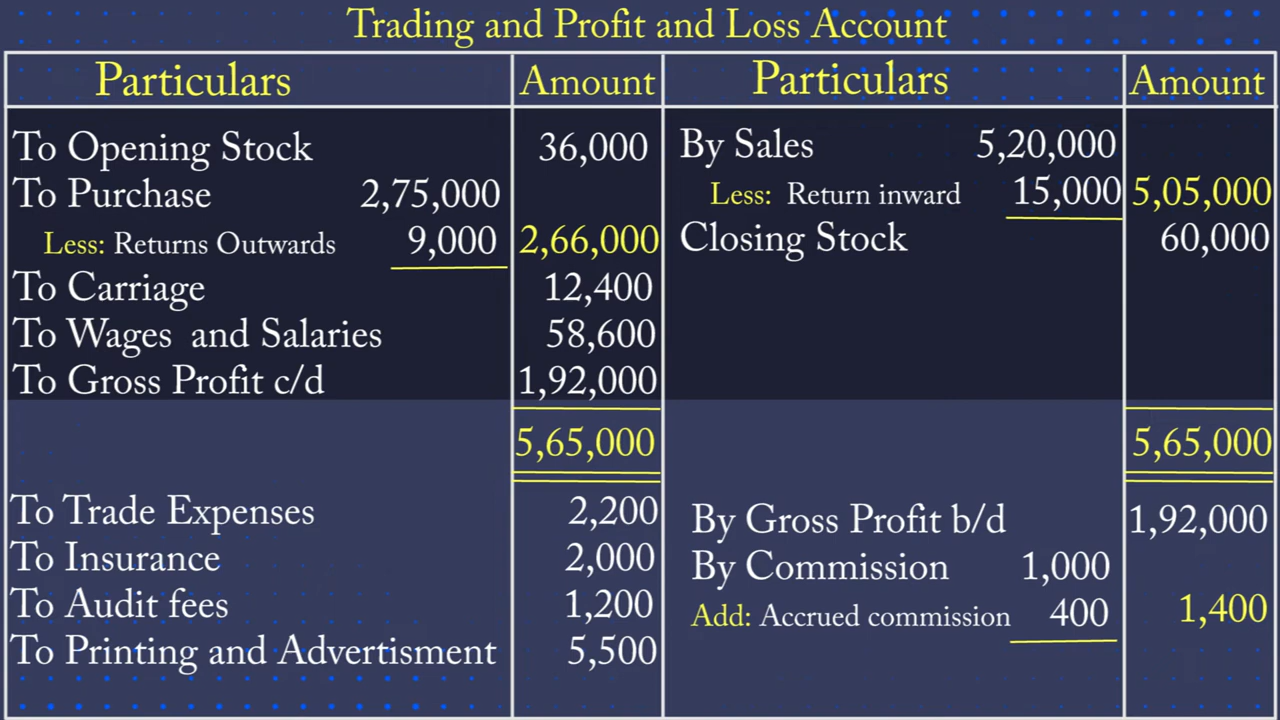 Trading and Profit and Loss Account
Particulars Amount Particulars Amount
To Opening Stock 36,000 By Sales 5,20,000
To Purchase 2,75,000 Less: Return inward 15,000 5,05,000
Less: Returns Outwards 9,000 2,66,000 Closing Stock 60,000
To Carriage 12,400
To Wages and Salaries 58,600
To Gross Profit c/d 1,92,000
5,65,000 5,65,000
To Trade Expenses 2,200 By Gross Profit b/d 1,92,000
To Insurance 2,000 By Commission 1,000
To Audit fees 1,200 Add: Accrued commission 400 1,400
To Printing and Advertisment 5,500